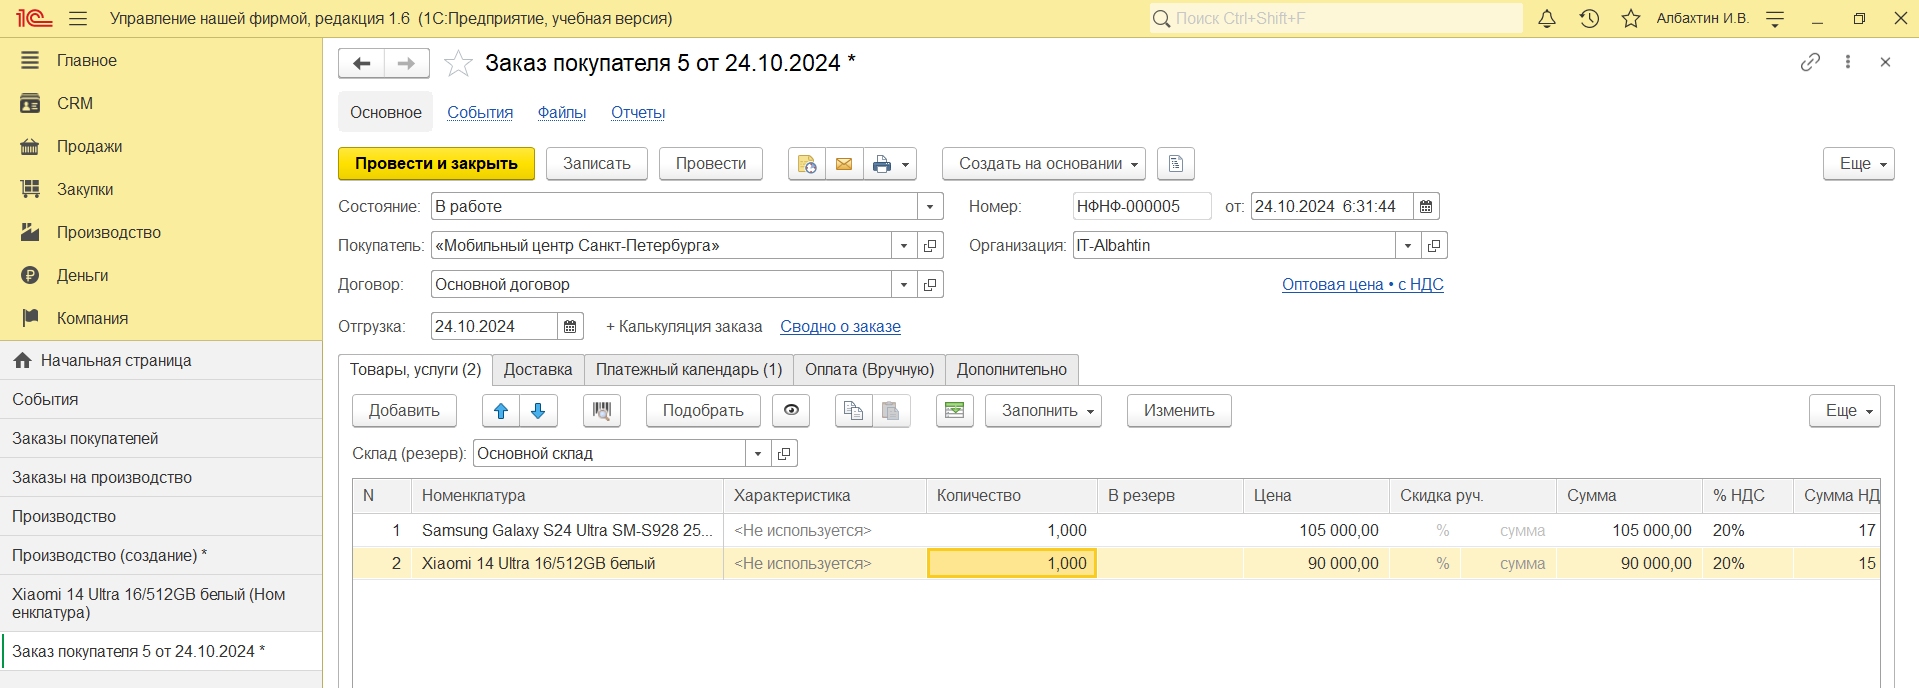 1С Управление нашей фирмой, редакция 1.6 (1С:Предприятие, учебная версия) Поиск Ctrl+Shift+F Албахтин И.В.
Главное
CRM
Продажи
Закупки
Производство
Деньги
Компания
Начальная страница
События
Заказы покупателей
Заказы на производство
Производство
Производство (создание) *
Xiaomi 14 Ultra 16/512GB белый (Ном
енклатура)
Заказ покупателя 5 от 24.10.2024 *
Заказ покупателя 5 от 24.10.2024 *
Основное События Файлы Отчеты
Провести и закрыть Записать Провести Создать на основании Еще
Состояние: В работе Номер: НФНФ-000005 от: 24.10.2024 6:31:44
Покупатель: «Мобильный центр Санкт-Петербурга» Организация: IT-Albahtin
Договор: Основной договор Оптовая цена • с НДС
Отгрузка: 24.10.2024 + Калькуляция заказа Сводно о заказе
Товары, услуги (2) Доставка Платежный календарь (1) Оплата (Вручную) Дополнительно
Добавить Подобрать Заполнить Изменить Еще
Склад (резерв): Основной склад
N Номенклатура Характеристика Количество В резерв Цена Скидка руч. Сумма % НДС Сумма НД
1 Samsung Galaxy S24 Ultra SM-S928 25... <Не используется> 1,000 105 000,00 % сумма 105 000,00 20% 17
2 Xiaomi 14 Ultra 16/512GB белый <Не используется> 1,000 90 000,00 % сумма 90 000,00 20% 15